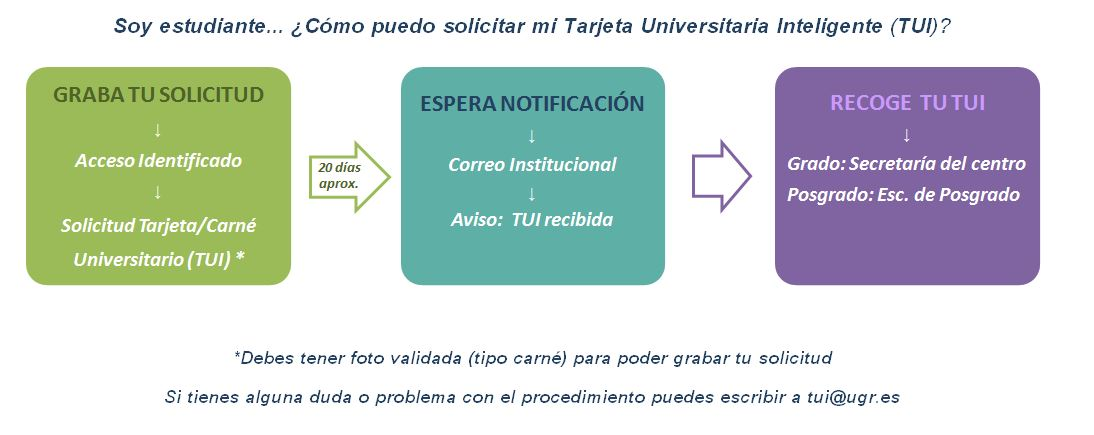 Soy estudiante... ¿Cómo puedo solicitar mi Tarjeta Universitaria Inteligente (TUI)?
GRABA TU SOLICITUD
↓
Acceso Identificado
↓
Solicitud Tarjeta/Carné
Universitario (TUI) *
20 días
aprox.
ESPERA NOTIFICACIÓN
↓
Correo Institucional
↓
Aviso: TUI recibida
RECOGE TU TUI
↓
Grado: Secretaría del centro
Posgrado: Esc. de Posgrado
*Debes tener foto validada (tipo carné) para poder grabar tu solicitud
Si tienes alguna duda o problema con el procedimiento puedes escribir a tui@ugr.es